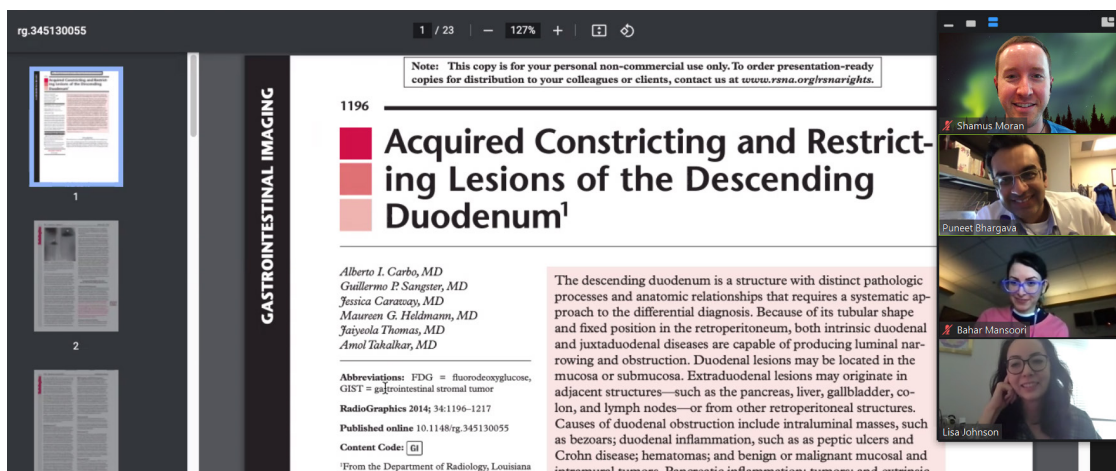 rg.345130055
1 / 23
127%
Note: This copy is for your personal non-commercial use only. To order presentation-ready
copies for distribution to your colleagues or clients, contact us at www.rsna.org/rsnarights.
GASTROINTESTINAL IMAGING
1196
Acquired Constricting and Restrict-
ing Lesions of the Descending
Duodenum¹
Alberto I. Carbo, MD
Guillermo P. Sangster, MD
Jessica Caraway, MD
Maureen G. Heldmann, MD
Jaiyeola Thomas, MD
Amol Takalkar, MD
Abbreviations: FDG = fluorodeoxyglucose,
GIST = gastrointestinal stromal tumor
RadioGraphics 2014; 34:1196–1217
Published online 10.1148/rg.345130055
Content Code: GI
¹From the Department of Radiology, Louisiana
The descending duodenum is a structure with distinct pathologic
processes and anatomic relationships that requires a systematic ap-
proach to the differential diagnosis. Because of its tubular shape
and fixed position in the retroperitoneum, both intrinsic duodenal
and juxtaduodenal diseases are capable of producing luminal nar-
rowing and obstruction. Duodenal lesions may be located in the
mucosa or submucosa. Extraduodenal lesions may originate in
adjacent structures—such as the pancreas, liver, gallbladder, co-
lon, and lymph nodes—or from other retroperitoneal structures.
Causes of duodenal obstruction include intraluminal masses, such
as bezoars; duodenal inflammation, such as as peptic ulcers and
Crohn disease; hematomas; and benign or malignant mucosal and
intramural tumors. Pancreatic inflammation; tumors; and extrinsic
1
2
Shamus Moran
Puneet Bhargava
Bahar Mansoori
Lisa Johnson